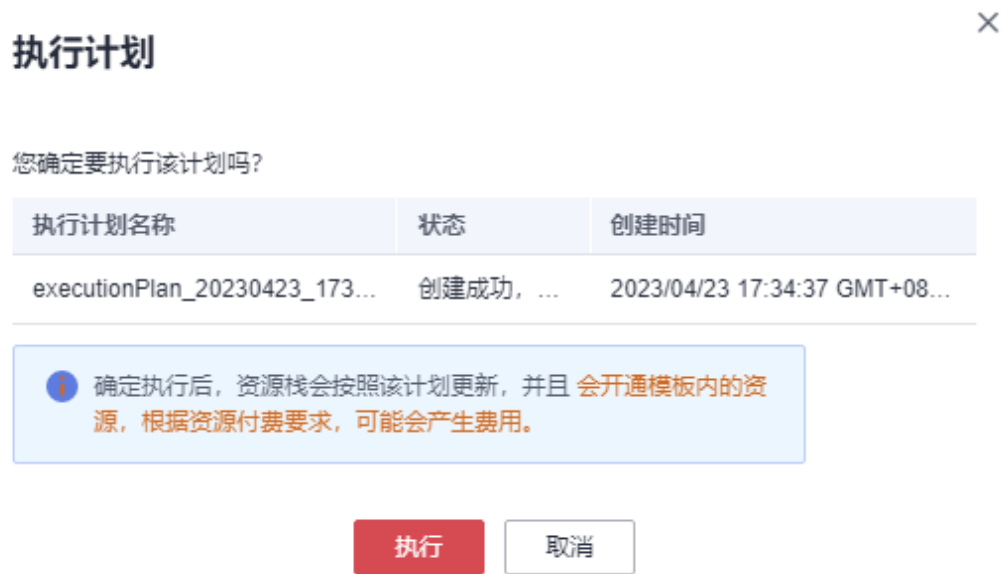 执行计划
您确定要执行该计划吗?
执行计划名称 状态 创建时间
executionPlan_20230423_173... 创建成功，... 2023/04/23 17:34:37 GMT+08...
确定执行后，资源栈会按照该计划更新，并且 会开通模板内的资
源，根据资源付费要求，可能会产生费用。
执行 取消